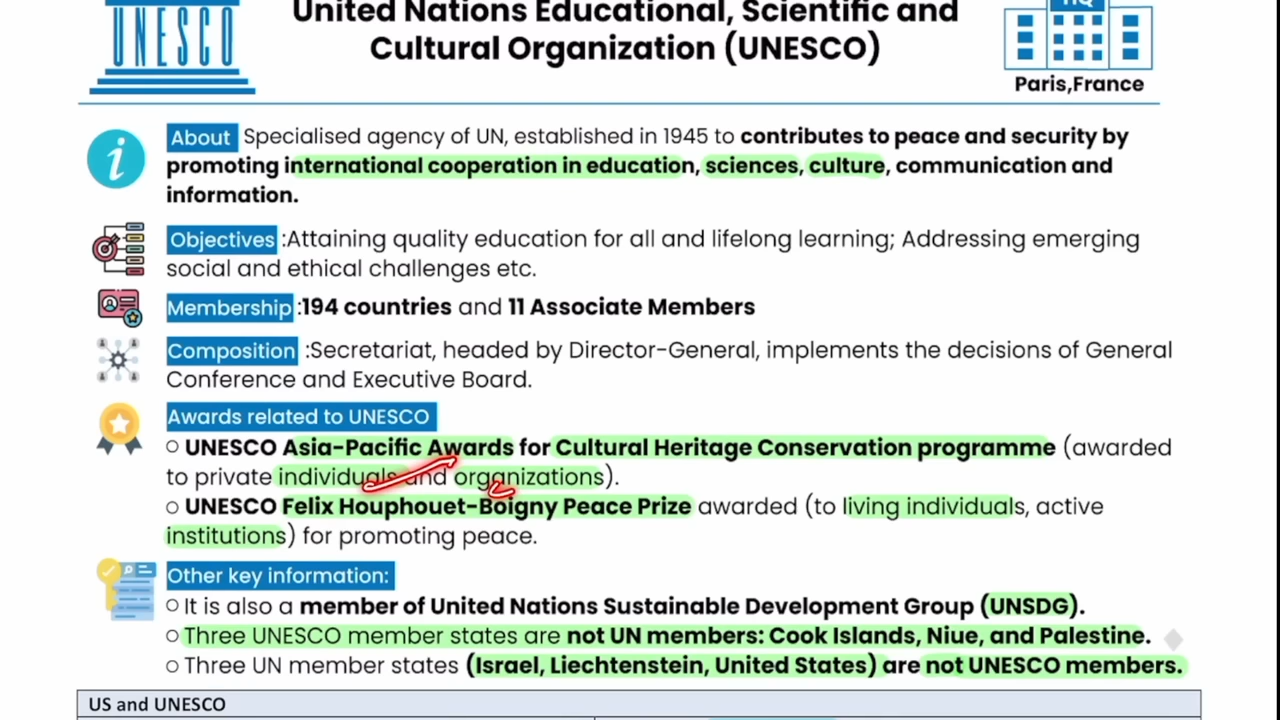 UNESCO
United Nations Educational, Scientific and
Cultural Organization (UNESCO)
HQ
Paris,France
About Specialised agency of UN, established in 1945 to contributes to peace and security by
promoting international cooperation in education, sciences, culture, communication and
information.
Objectives :Attaining quality education for all and lifelong learning; Addressing emerging
social and ethical challenges etc.
Membership :194 countries and 11 Associate Members
Composition :Secretariat, headed by Director-General, implements the decisions of General
Conference and Executive Board.
Awards related to UNESCO
○ UNESCO Asia-Pacific Awards for Cultural Heritage Conservation programme (awarded
to private individuals and organizations).
○ UNESCO Felix Houphouet-Boigny Peace Prize awarded (to living individuals, active
institutions) for promoting peace.
Other key information:
○ It is also a member of United Nations Sustainable Development Group (UNSDG).
○ Three UNESCO member states are not UN members: Cook Islands, Niue, and Palestine.
○ Three UN member states (Israel, Liechtenstein, United States) are not UNESCO members.
US and UNESCO